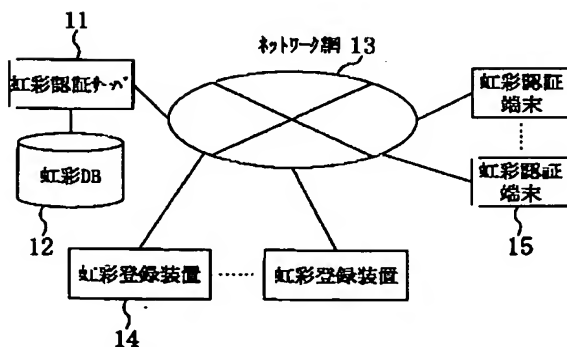 11
虹彩認証サーバ
虹彩DB
12
ネットワーク網 13
虹彩認証
端末
虹彩認証
端末
15
虹彩登録装置 …… 虹彩登録装置
14